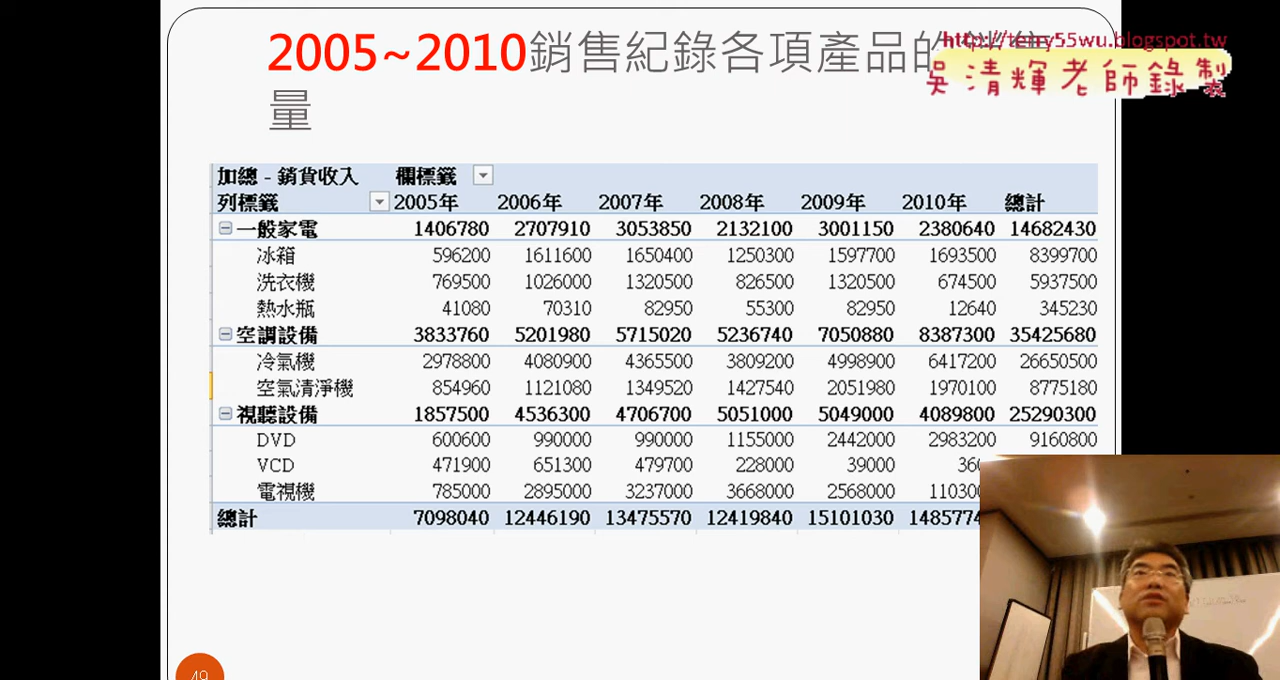 2005~2010銷售紀錄各項產品的
量
http://terry55wu.blogspot.tw
吳清輝老師錄製
加總 - 銷貨收入 欄標籤
列標籤 2005年 2006年 2007年 2008年 2009年 2010年 總計
一般家電 1406780 2707910 3053850 2132100 3001150 2380640 14682430
冰箱 596200 1611600 1650400 1250300 1597700 1693500 8399700
洗衣機 769500 1026000 1320500 826500 1320500 674500 5937500
熱水瓶 41080 70310 82950 55300 82950 12640 345230
空調設備 3833760 5201980 5715020 5236740 7050880 8387300 35425680
冷氣機 2978800 4080900 4365500 3809200 4998900 6417200 26650500
空氣清淨機 854960 1121080 1349520 1427540 2051980 1970100 8775180
視聽設備 1857500 4536300 4706700 5051000 5049000 4089800 25290300
DVD 600600 990000 990000 1155000 2442000 2983200 9160800
VCD 471900 651300 479700 228000 39000
電視機 785000 2895000 3237000 3668000 2568000
總計 7098040 12446190 13475570 12419840 15101030
49